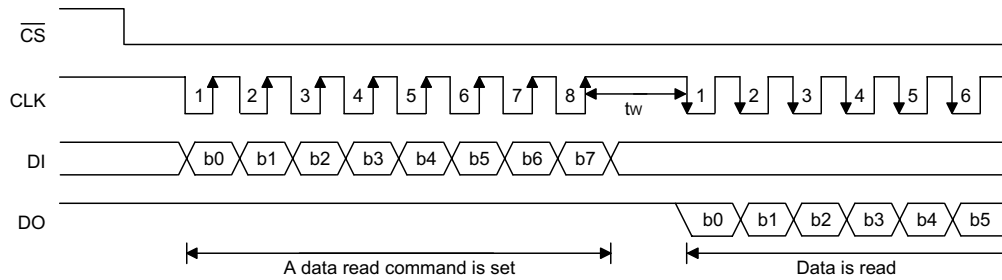 CS
CLK 1 2 3 4 5 6 7 8 tw 1 2 3 4 5 6
DI b0 b1 b2 b3 b4 b5 b6 b7
DO b0 b1 b2 b3 b4 b5
A data read command is set Data is read